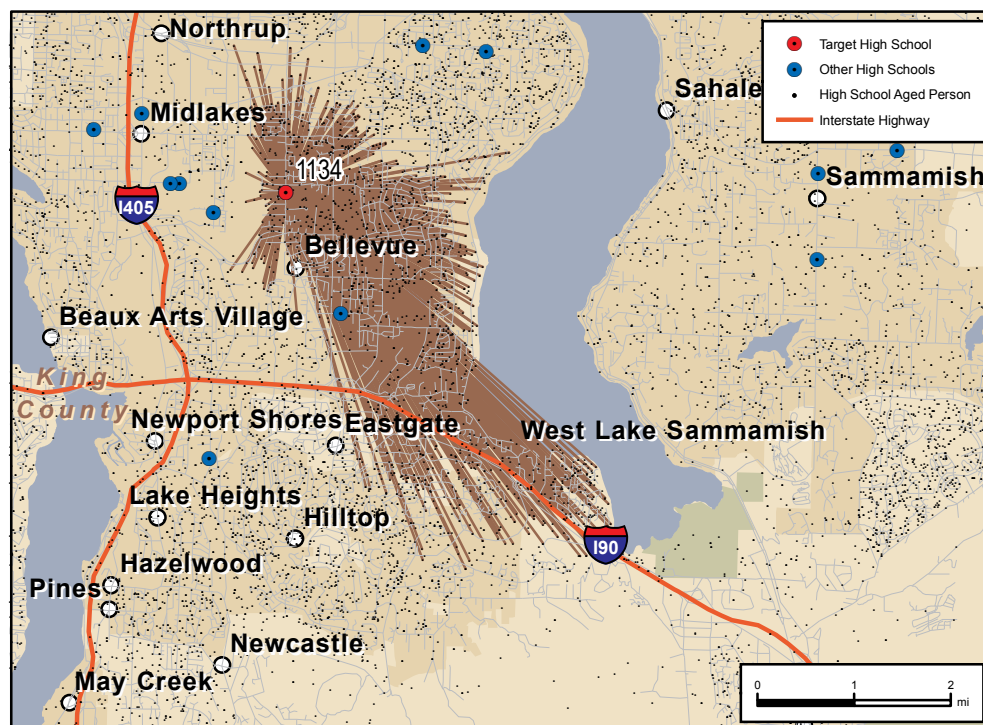 Northrup
Target High School
Other High Schools
High School Aged Person
Interstate Highway
Sahale
Midlakes
1134
Sammamish
I405
Bellevue
Beaux Arts Village
King
County
Newport Shores
Eastgate
West Lake Sammamish
Lake Heights
Hilltop
I90
Hazelwood
Pines
Newcastle
May Creek
0 1 2
mi